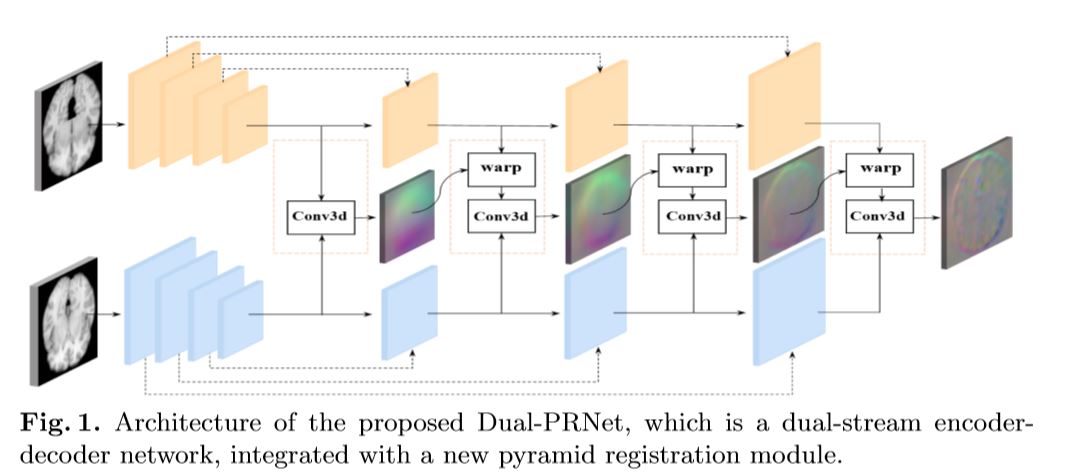 warp
warp
warp
Conv3d
Conv3d
Conv3d
Conv3d
Fig. 1. Architecture of the proposed Dual-PRNet, which is a dual-stream encoder-
decoder network, integrated with a new pyramid registration module.